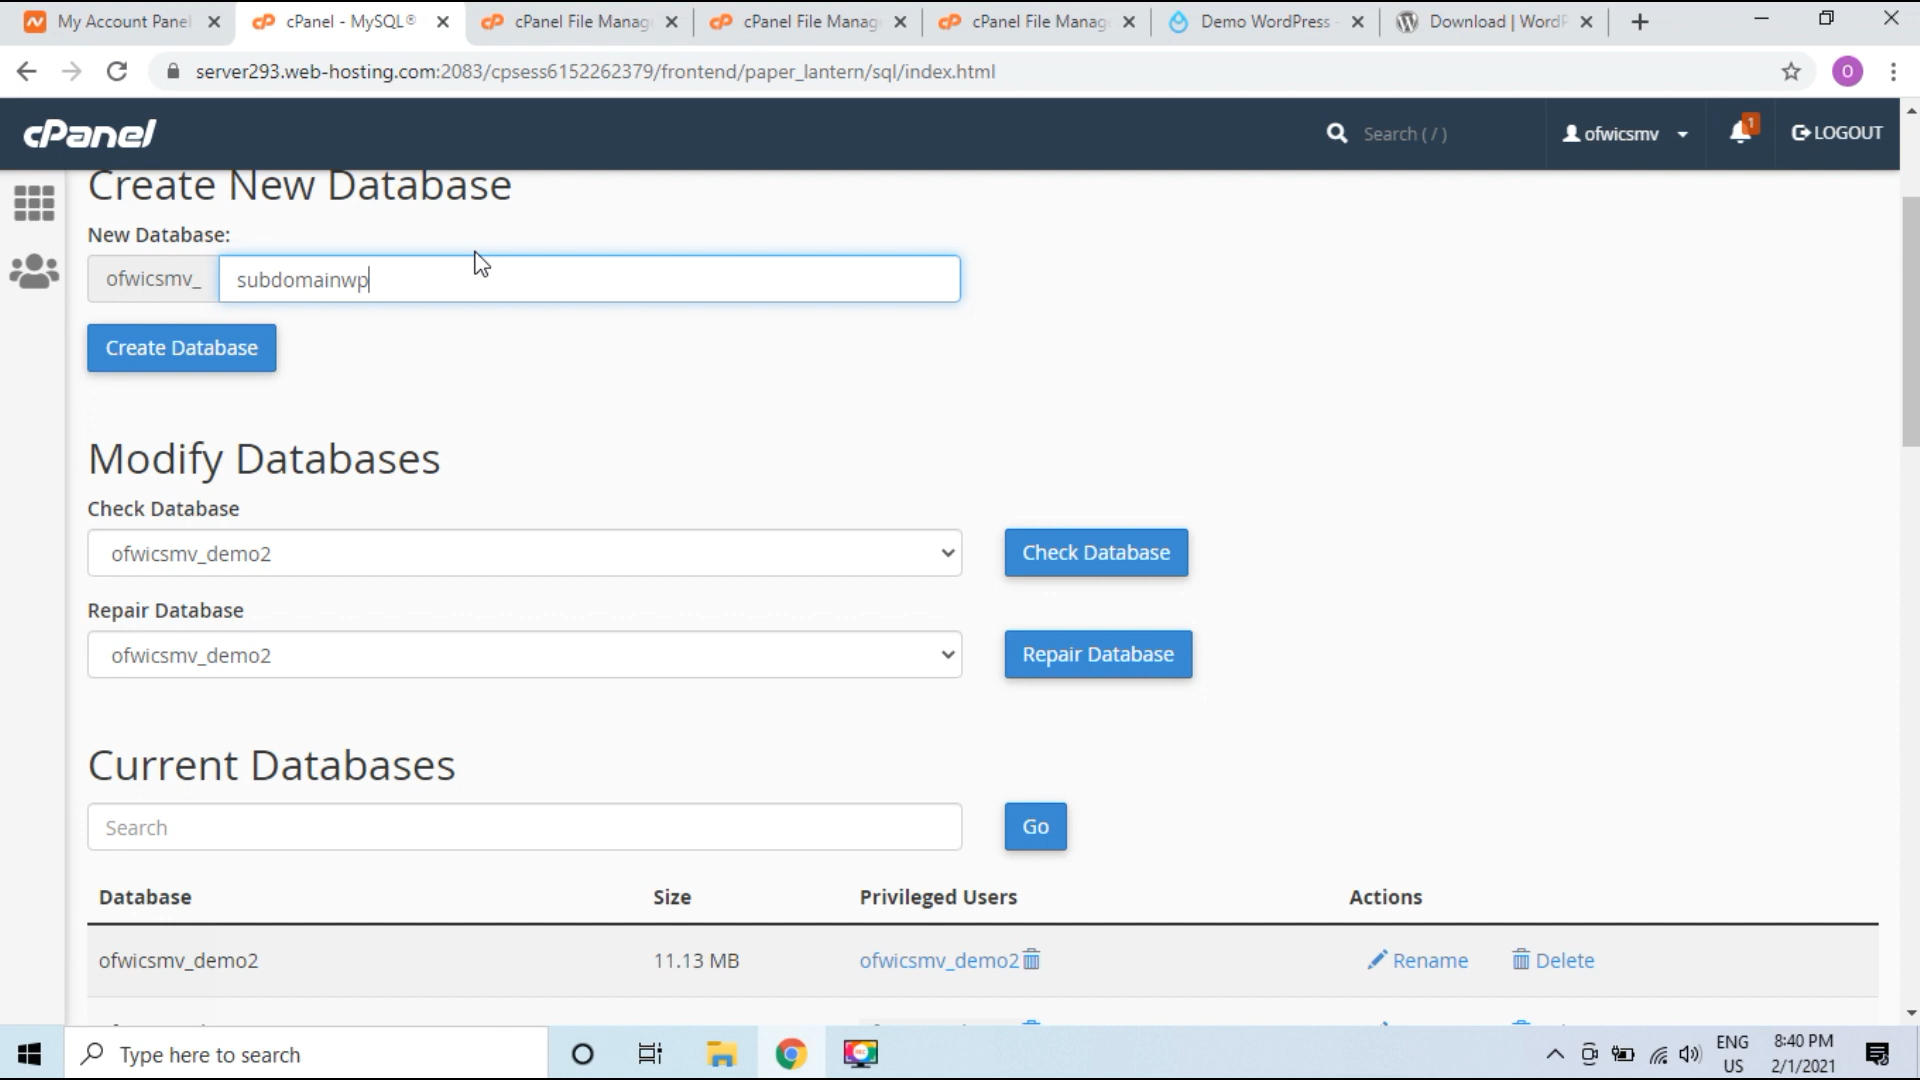 My Account Panel
cPanel - MySQL®
cPanel File Manag
cPanel File Manag
cPanel File Manag
Demo WordPress -
Download | WordP
server293.web-hosting.com:2083/cpsess6152262379/frontend/paper_lantern/sql/index.html
O
cPanel
Search ( / )
ofwicsmv
1
LOGOUT
Create New Database
New Database:
ofwicsmv_
subdomainwp
Create Database
Modify Databases
Check Database
ofwicsmv_demo2
Check Database
Repair Database
ofwicsmv_demo2
Repair Database
Current Databases
Search
Go
Database Size Privileged Users Actions
ofwicsmv_demo2 11.13 MB ofwicsmv_demo2 Rename Delete
Type here to search
ENG
US
8:40 PM
2/1/2021